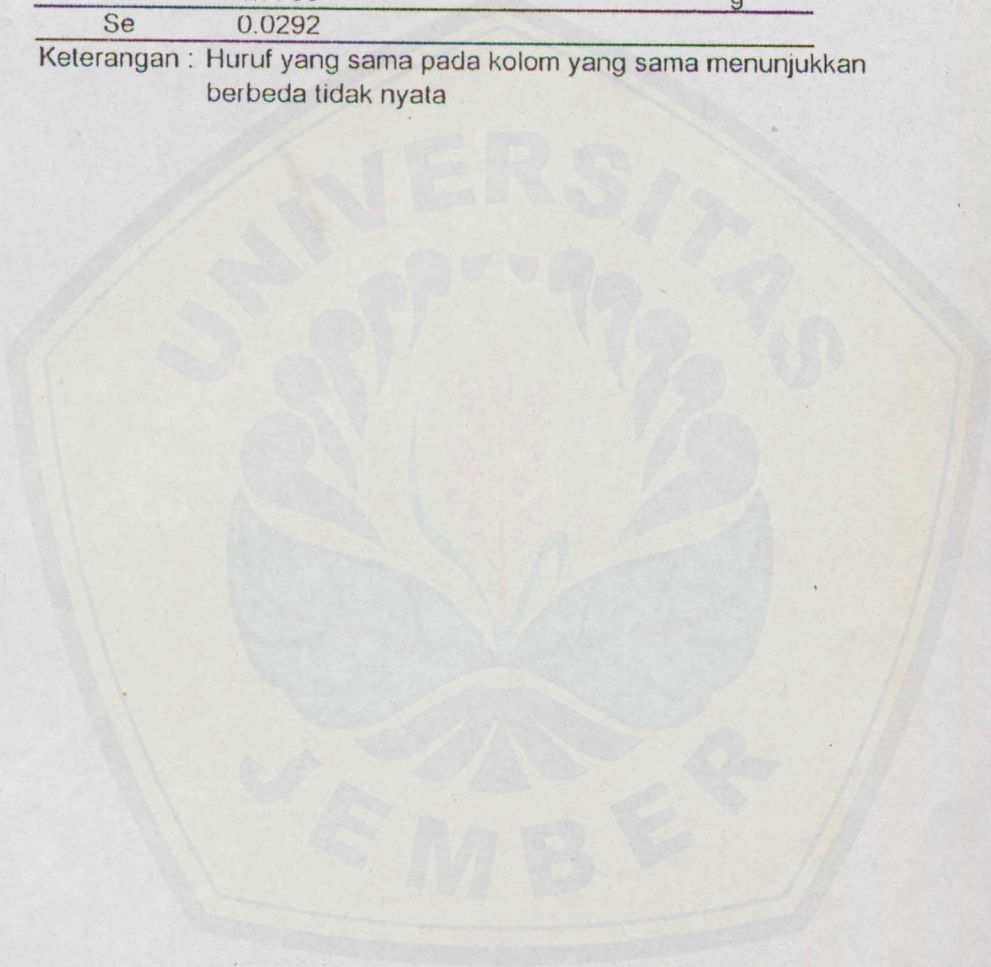 g
Se 0.0292
Keterangan : Huruf yang sama pada kolom yang sama menunjukkan
berbeda tidak nyata
UNIVERSITAS
JEMBER